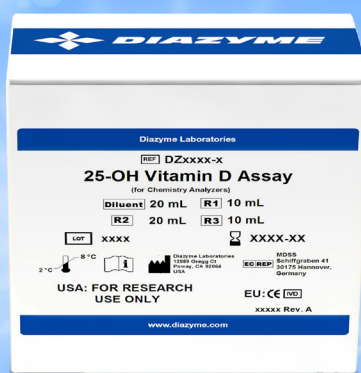 DIAZYME
Diazyme Laboratories
REF DZxxxx-x
25-OH Vitamin D Assay
(for Chemistry Analyzers)
Diluent 20 mL R1 10 mL
R2 20 mL R3 10 mL
LOT xxxx XXXX-XX
2 °C 8 °C
i
Diazyme Laboratories
12889 Gregg Ct
Poway, CA 92064
USA
EC REP
MDSS
Schiffgraben 41
30175 Hannover,
Germany
USA: FOR RESEARCH
USE ONLY
EU: CE IVD
xxxxx Rev. A
www.diazyme.com